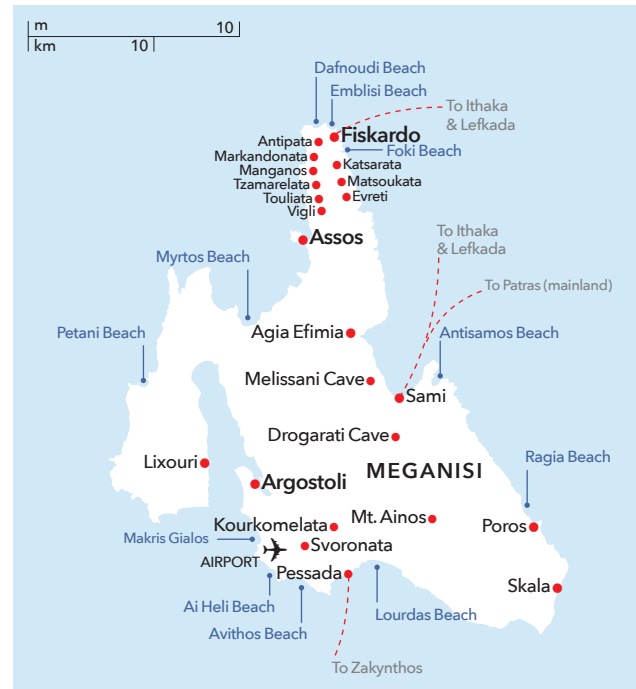 m 10
km 10
Dafnoudi Beach
Emblisi Beach
To Ithaka
& Lefkada
Fiskardo
Antipata
Foki Beach
Markandonata
Katsarata
Manganos
Matsoukata
Tzamarelata
Evreti
Touliata
Vigli
To Ithaka
& Lefkada
Assos
Myrtos Beach
To Patras (mainland)
Petani Beach
Agia Efimia
Antisamos Beach
Melissani Cave
Sami
Drogarati Cave
Ragia Beach
Lixouri
MEGANISI
Argostoli
Mt. Ainos
Poros
Kourkomelata
Makris Gialos
Svoronata
AIRPORT
Pessada
Skala
Ai Heli Beach
Lourdas Beach
Avithos Beach
To Zakynthos